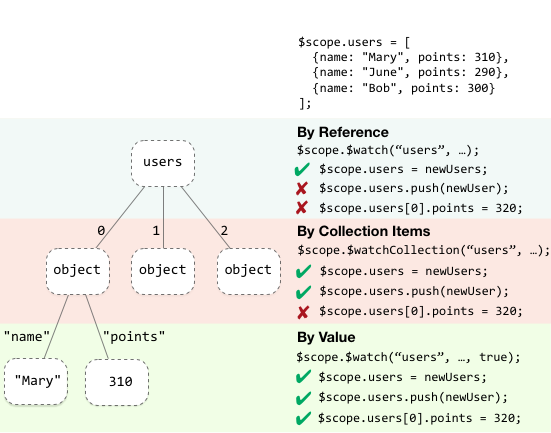 $scope.users = [
{name: "Mary", points: 310},
{name: "June", points: 290},
{name: "Bob", points: 300}
];
users
0 1 2
object object object
"name" "points"
"Mary" 310
By Reference
$scope.$watch(“users”, …);
✔ $scope.users = newUsers;
✘ $scope.users.push(newUser);
✘ $scope.users[0].points = 320;
By Collection Items
$scope.$watchCollection(“users”, …);
✔ $scope.users = newUsers;
✔ $scope.users.push(newUser);
✘ $scope.users[0].points = 320;
By Value
$scope.$watch(“users”, …, true);
✔ $scope.users = newUsers;
✔ $scope.users.push(newUser);
✔ $scope.users[0].points = 320;